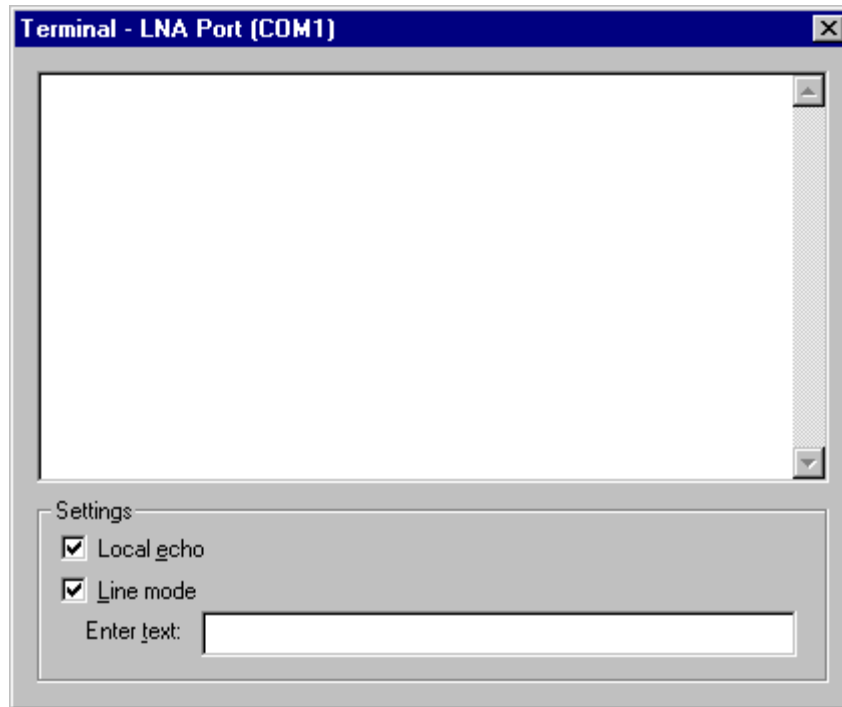 Terminal - LNA Port (COM1)
Settings
Local echo
Line mode
Enter text: